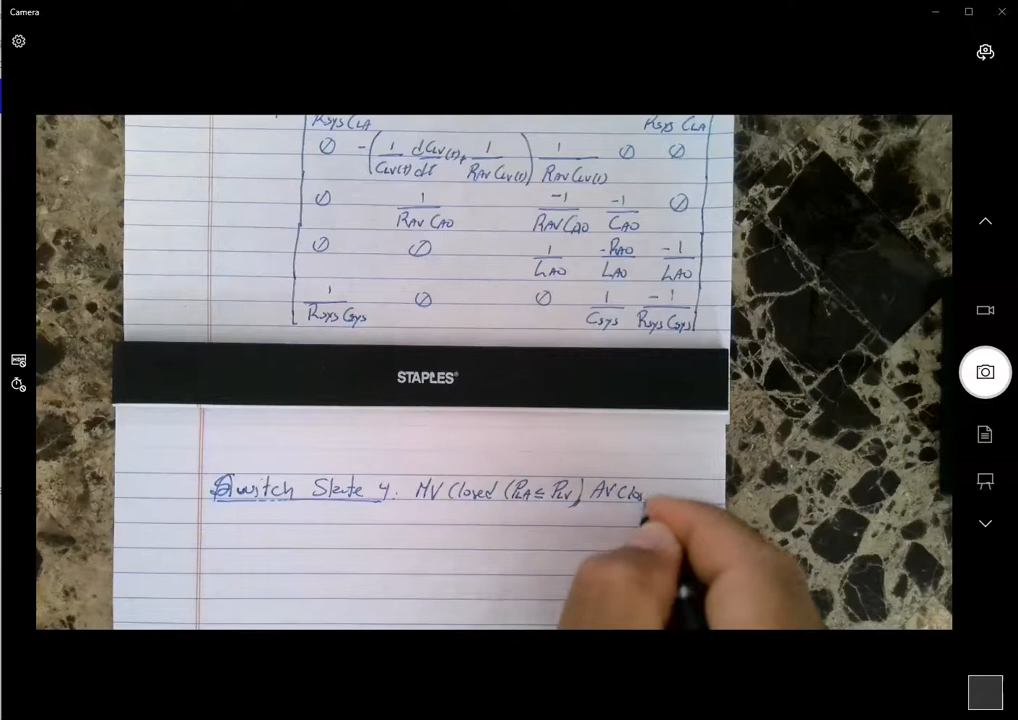 Camera
RSYS CLA RSYS CLA
∅ -(1/CLV(t) dCLV(t)/dt + 1/RAV CLV(t)) 1/RAV CLV(t) ∅ ∅
∅ 1/RAV CAO -1/RAV CAO -1/CAO ∅
∅ ∅ 1/LAO -RAO/LAO -1/LAO
1/RSYS CSYS ∅ ∅ 1/CSYS -1/RSYS CSYS
STAPLES®
Switch State 4: MV Closed (PLA ≤ PLV) AV Clos